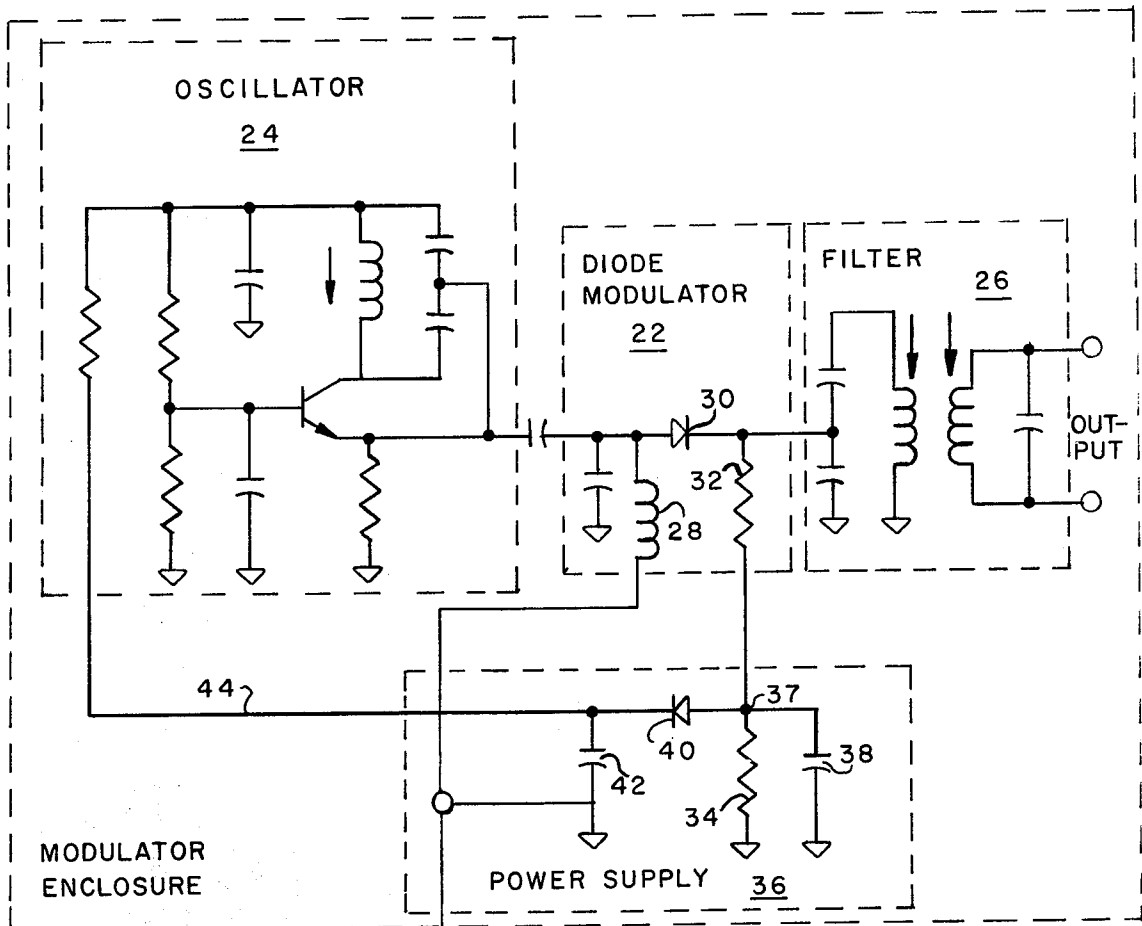 OSCILLATOR
24
DIODE
MODULATOR
22
FILTER
26
30
32
28
OUT-
PUT
44
37
40
42
34
38
MODULATOR
ENCLOSURE
POWER SUPPLY 36